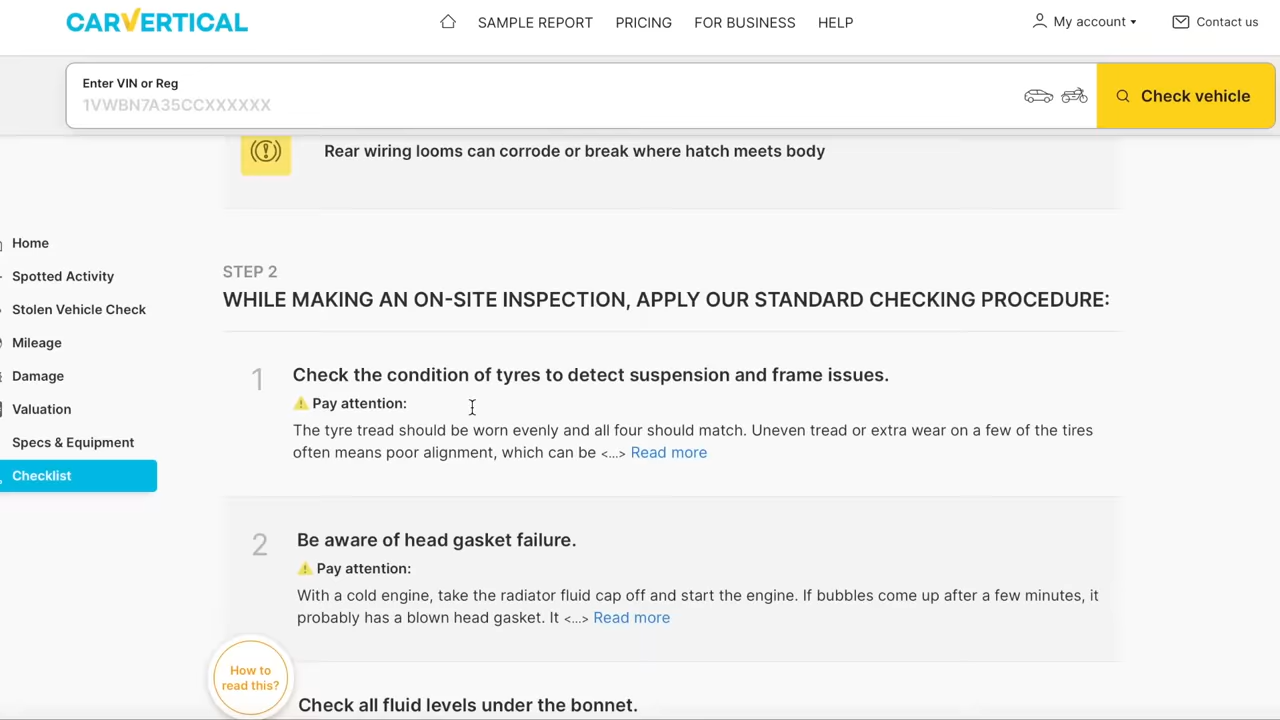 CARVERTICAL
SAMPLE REPORT
PRICING
FOR BUSINESS
HELP
My account
Contact us
Enter VIN or Reg
1VWBN7A35CCXXXXXX
Check vehicle
Rear wiring looms can corrode or break where hatch meets body
Home
Spotted Activity
Stolen Vehicle Check
Mileage
Damage
Valuation
Specs & Equipment
Checklist
STEP 2
WHILE MAKING AN ON-SITE INSPECTION, APPLY OUR STANDARD CHECKING PROCEDURE:
1
Check the condition of tyres to detect suspension and frame issues.
Pay attention:
The tyre tread should be worn evenly and all four should match. Uneven tread or extra wear on a few of the tires
often means poor alignment, which can be <...> Read more
2
Be aware of head gasket failure.
Pay attention:
With a cold engine, take the radiator fluid cap off and start the engine. If bubbles come up after a few minutes, it
probably has a blown head gasket. It <...> Read more
How to
read this?
Check all fluid levels under the bonnet.